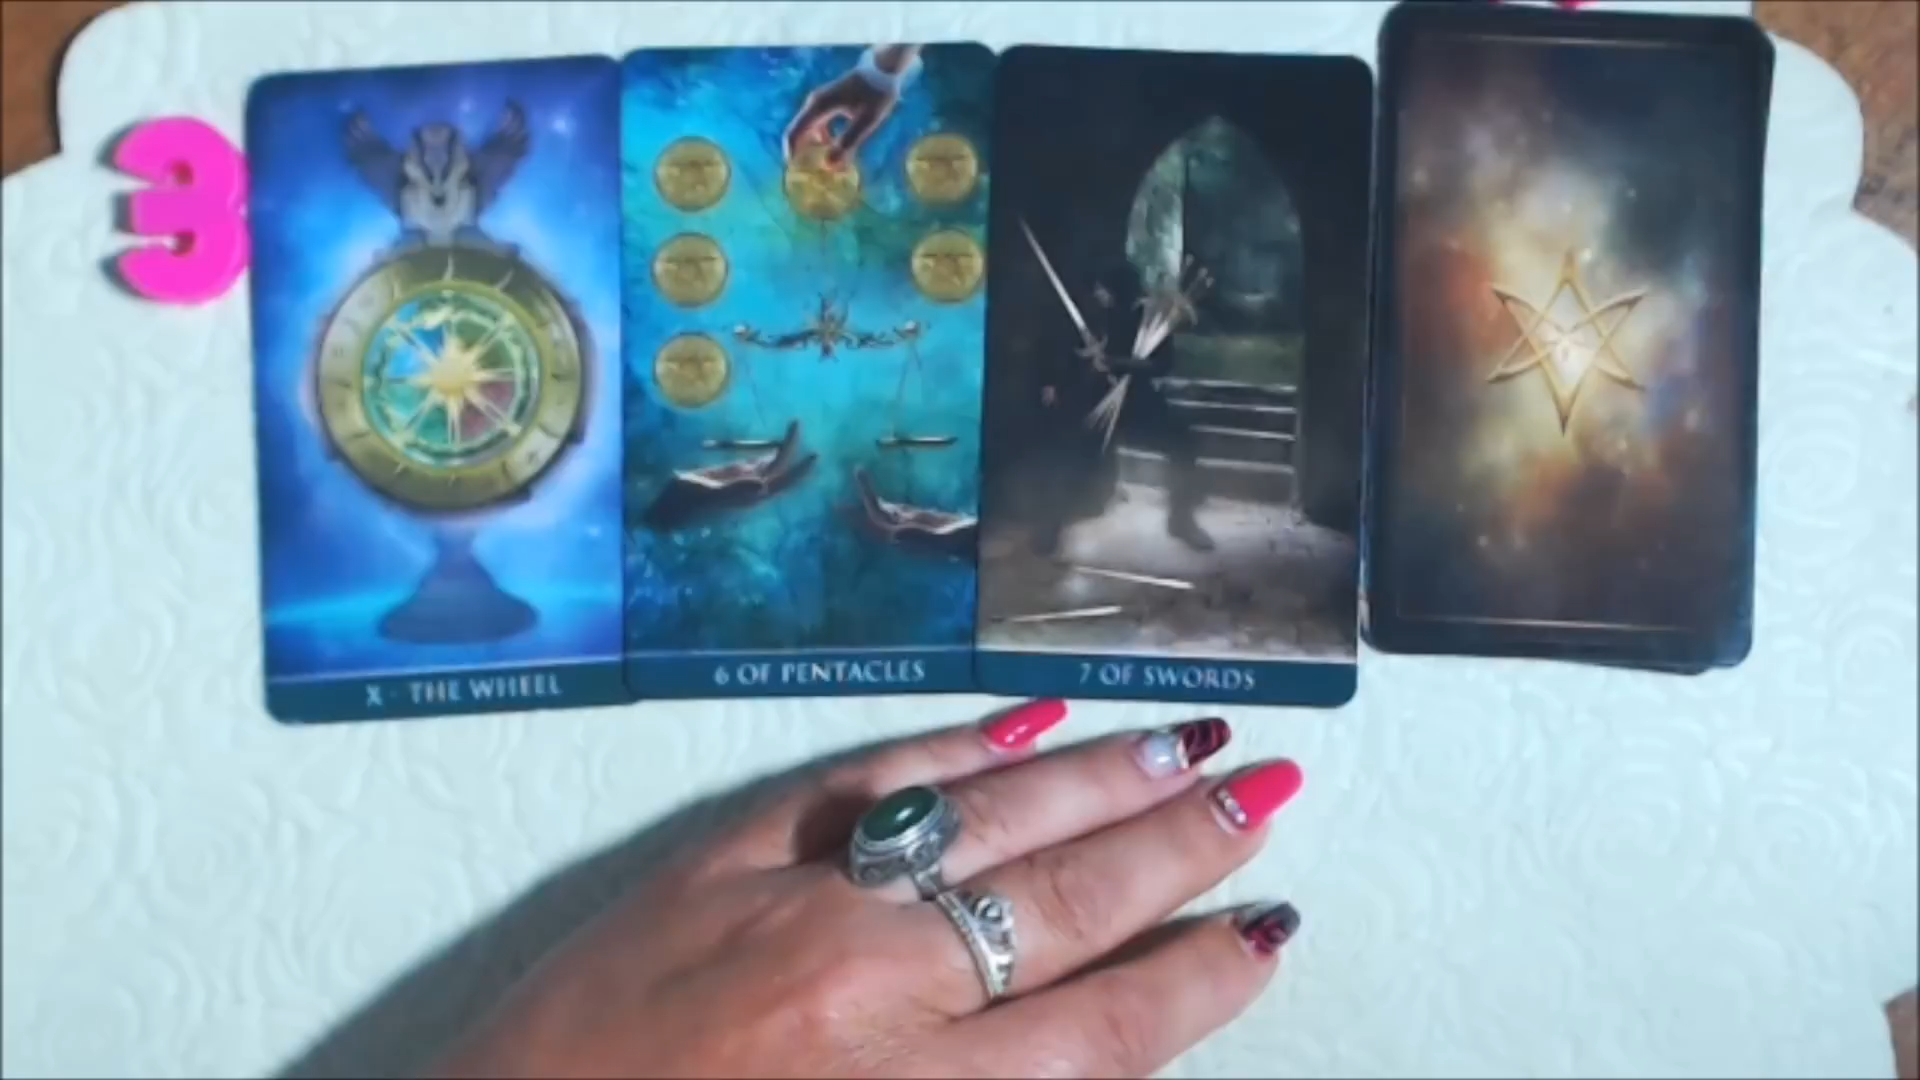 3
X - THE WHEEL
6 OF PENTACLES
7 OF SWORDS